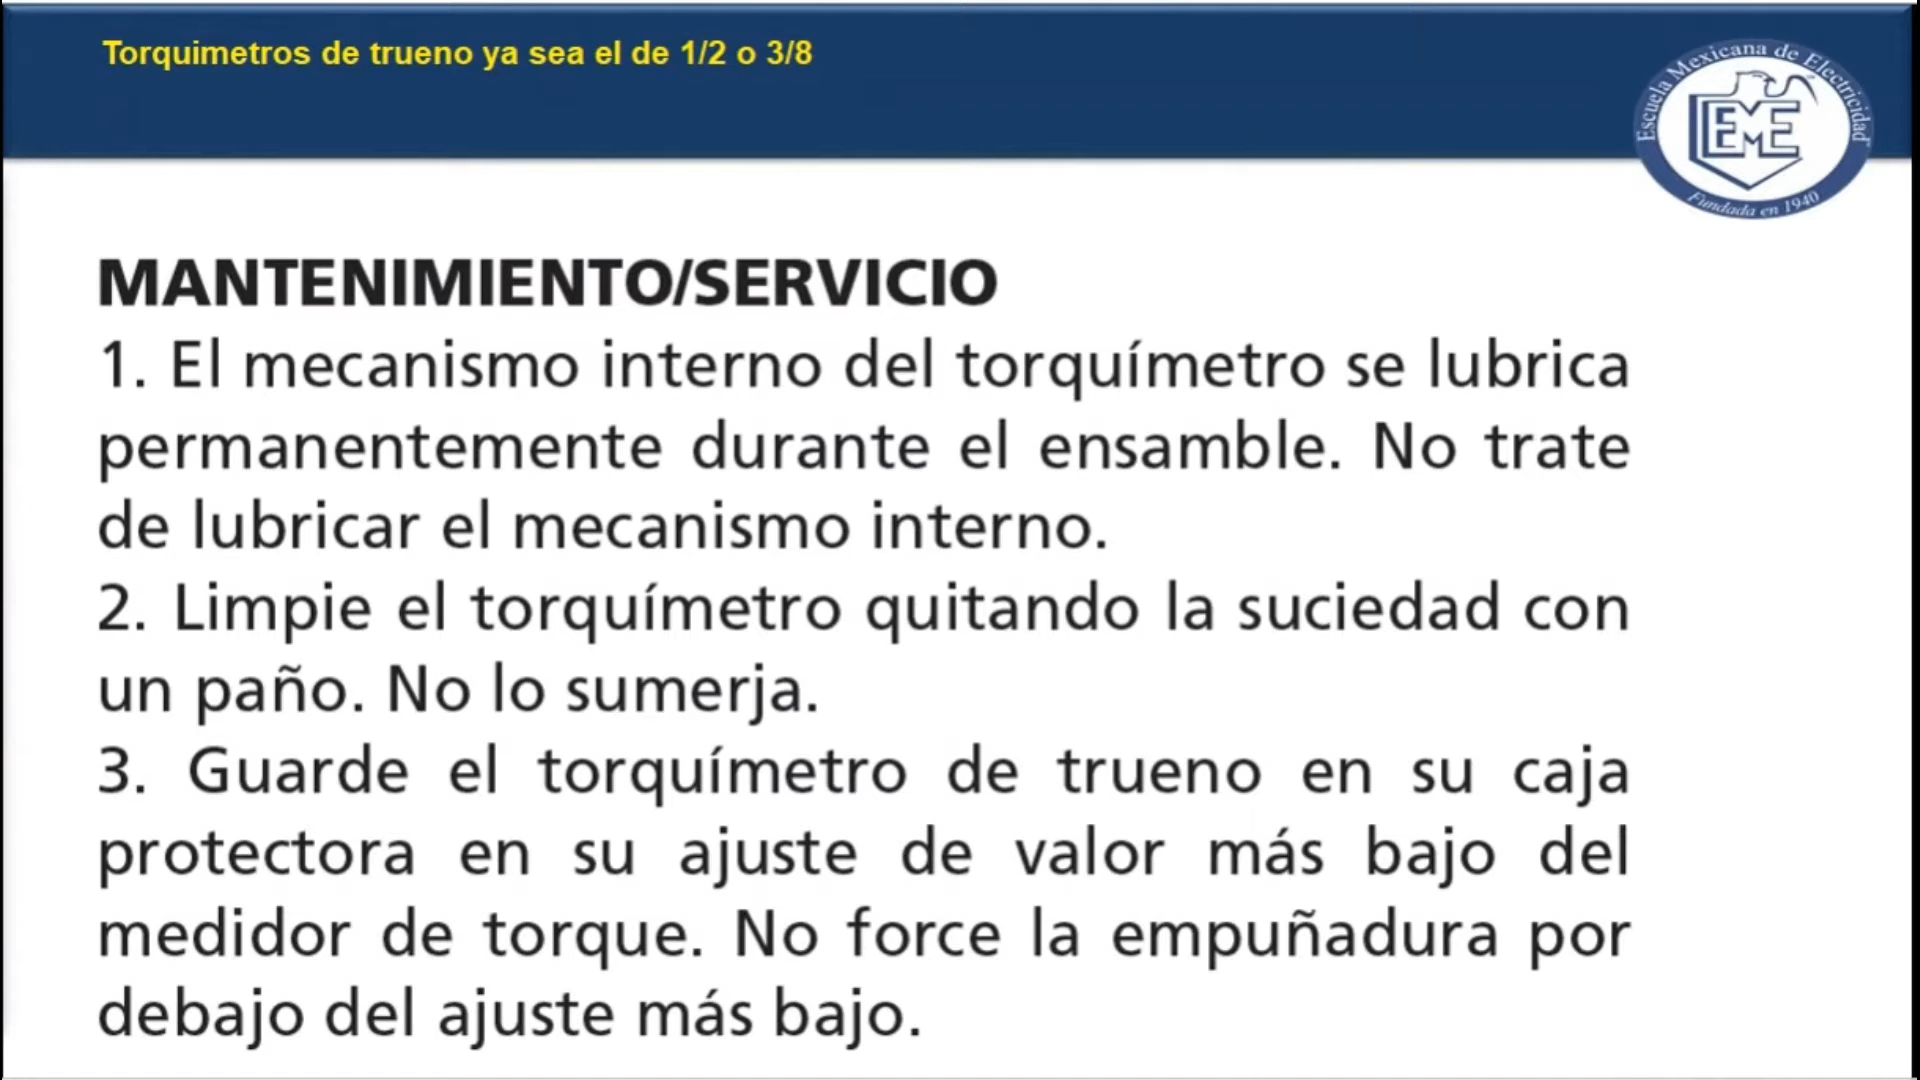 Torquimetros de trueno ya sea el de 1/2 o 3/8
Escuela Mexicana de Electricidad
EME
Fundada en 1940
MANTENIMIENTO/SERVICIO
1. El mecanismo interno del torquímetro se lubrica
permanentemente durante el ensamble. No trate
de lubricar el mecanismo interno.
2. Limpie el torquímetro quitando la suciedad con
un paño. No lo sumerja.
3. Guarde el torquímetro de trueno en su caja
protectora en su ajuste de valor más bajo del
medidor de torque. No force la empuñadura por
debajo del ajuste más bajo.